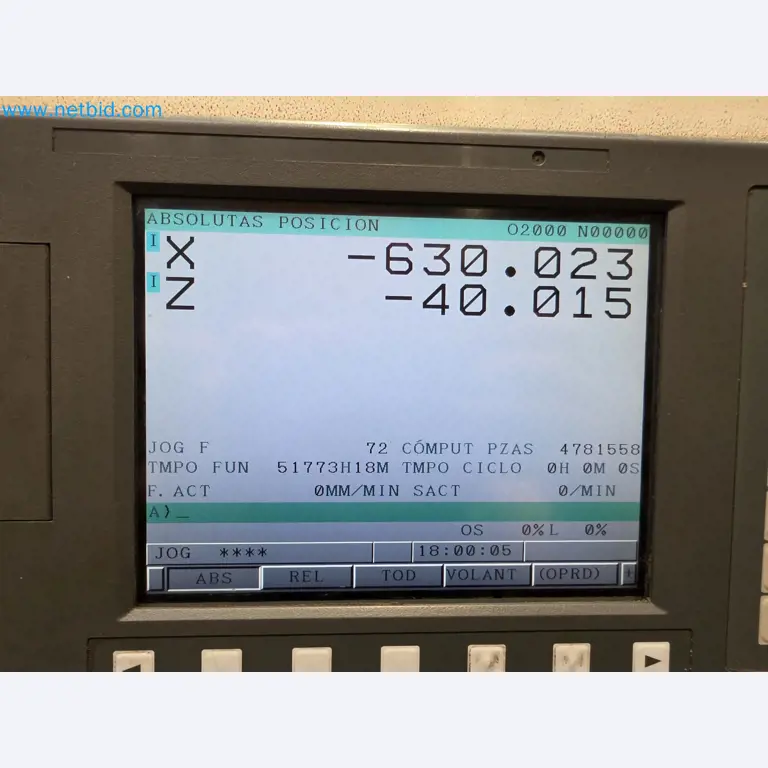 www.netbid.com
ABSOLUTAS POSICION O2000 N00000
I X -630.023
I Z -40.015
JOG F 72 CÓMPUT PZAS 4781558
TMPO FUN 51773H18M TMPO CICLO 0H 0M 0S
F. ACT 0MM/MIN SACT 0/MIN
A)_
OS 0% L 0%
JOG **** 18:00:05
ABS REL TOD VOLANT (OPRD) +